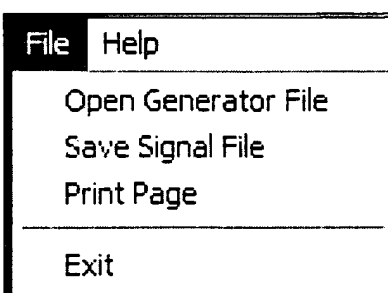 File Help
Open Generator File
Save Signal File
Print Page
Exit